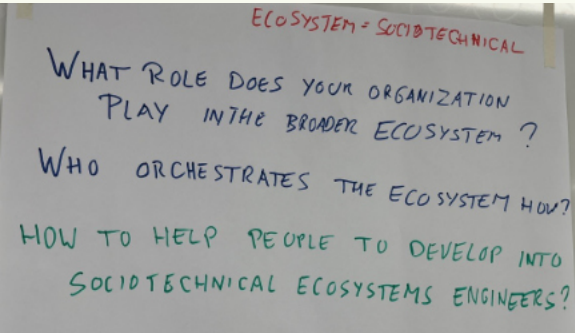 ECOSYSTEM = SOCIOTECHNICAL
WHAT ROLE DOES YOUR ORGANIZATION
PLAY IN THE BROADER ECOSYSTEM ?
WHO ORCHESTRATES THE ECOSYSTEM HOW?
HOW TO HELP PEOPLE TO DEVELOP INTO
SOCIOTECHNICAL ECOSYSTEMS ENGINEERS?